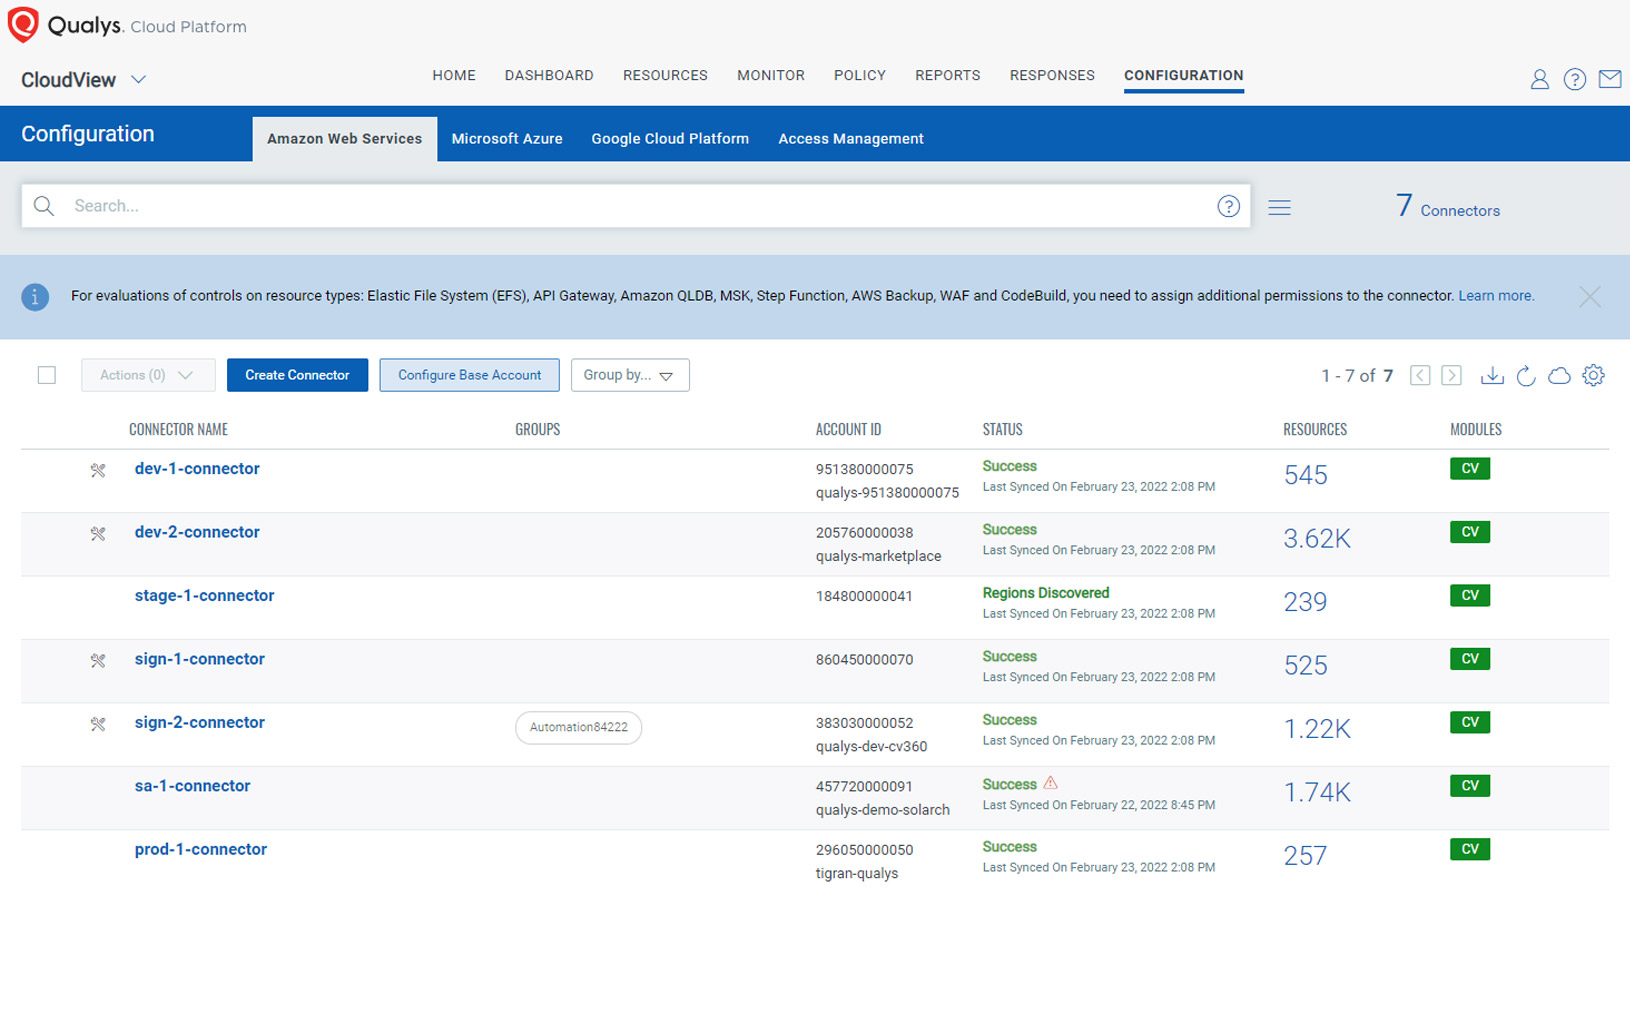 Qualys. Cloud Platform
CloudView
HOME DASHBOARD RESOURCES MONITOR POLICY REPORTS RESPONSES CONFIGURATION
Configuration
Amazon Web Services Microsoft Azure Google Cloud Platform Access Management
Search...
7 Connectors
For evaluations of controls on resource types: Elastic File System (EFS), API Gateway, Amazon QLDB, MSK, Step Function, AWS Backup, WAF and CodeBuild, you need to assign additional permissions to the connector. Learn more.
Actions (0) Create Connector Configure Base Account Group by... 1 - 7 of 7
CONNECTOR NAME GROUPS ACCOUNT ID STATUS RESOURCES MODULES
dev-1-connector 951380000075 Success 545 CV
qualys-951380000075 Last Synced On February 23, 2022 2:08 PM
dev-2-connector 205760000038 Success 3.62K CV
qualys-marketplace Last Synced On February 23, 2022 2:08 PM
stage-1-connector 184800000041 Regions Discovered 239 CV
Last Synced On February 23, 2022 2:08 PM
sign-1-connector 860450000070 Success 525 CV
Last Synced On February 23, 2022 2:08 PM
sign-2-connector Automation84222 383030000052 Success 1.22K CV
qualys-dev-cv360 Last Synced On February 23, 2022 2:08 PM
sa-1-connector 457720000091 Success 1.74K CV
qualys-demo-solarch Last Synced On February 22, 2022 8:45 PM
prod-1-connector 296050000050 Success 257 CV
tigran-qualys Last Synced On February 23, 2022 2:08 PM